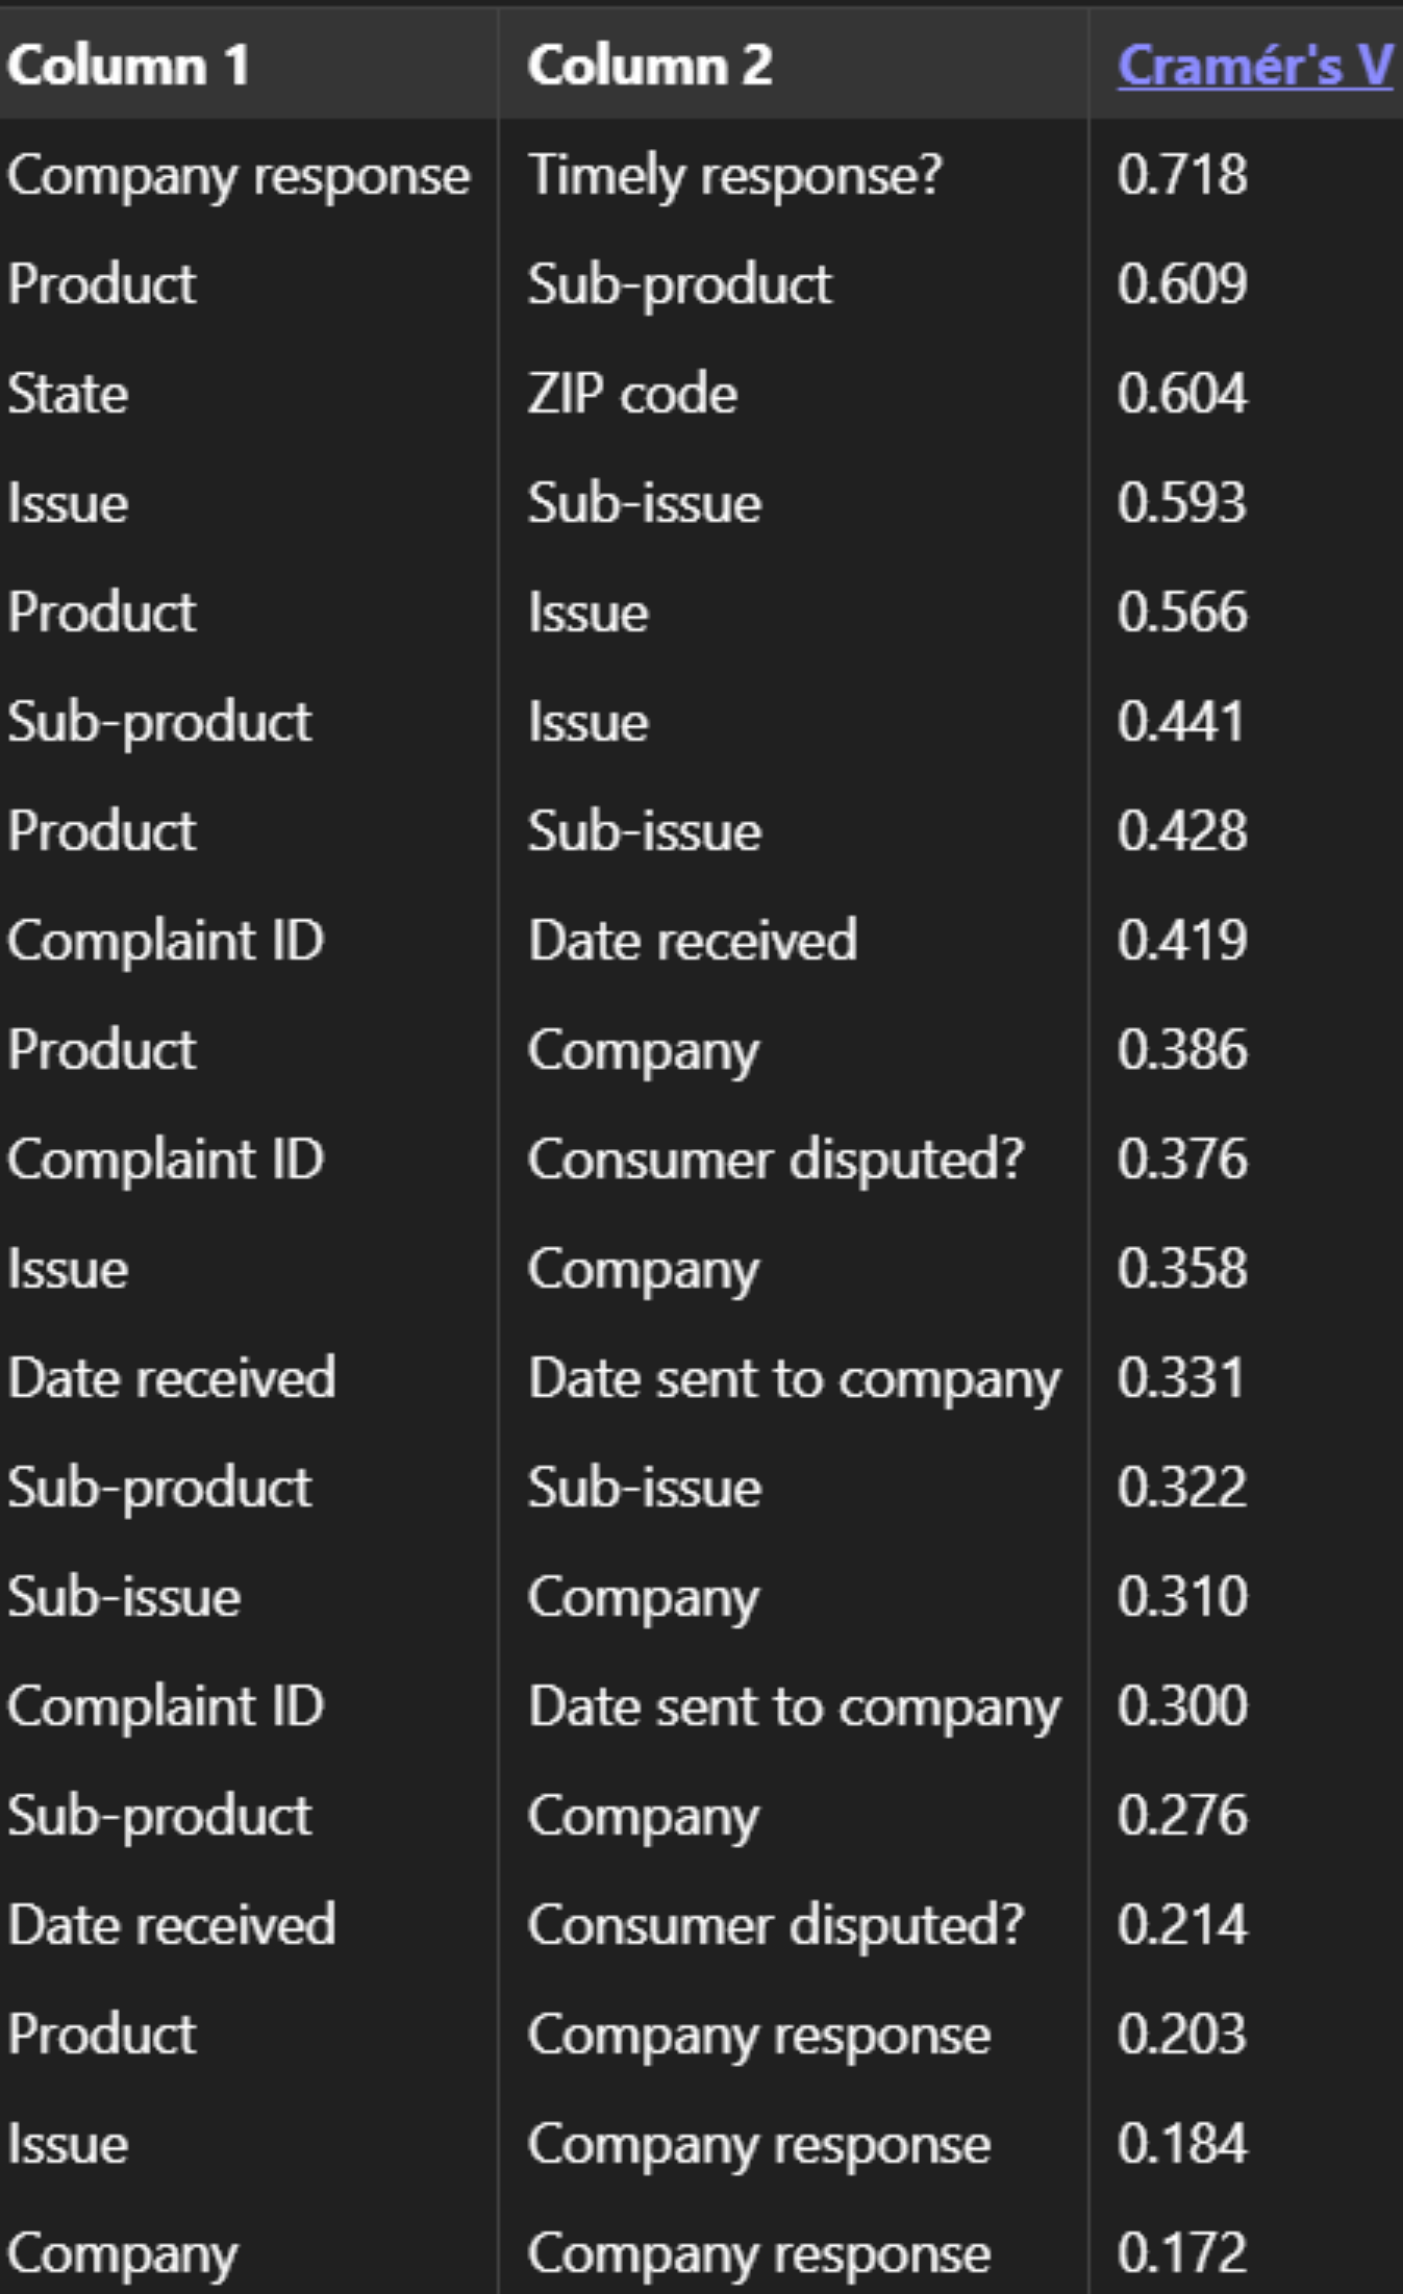 Column 1 Column 2 Cramér's V
Company response Timely response? 0.718
Product Sub-product 0.609
State ZIP code 0.604
Issue Sub-issue 0.593
Product Issue 0.566
Sub-product Issue 0.441
Product Sub-issue 0.428
Complaint ID Date received 0.419
Product Company 0.386
Complaint ID Consumer disputed? 0.376
Issue Company 0.358
Date received Date sent to company 0.331
Sub-product Sub-issue 0.322
Sub-issue Company 0.310
Complaint ID Date sent to company 0.300
Sub-product Company 0.276
Date received Consumer disputed? 0.214
Product Company response 0.203
Issue Company response 0.184
Company Company response 0.172